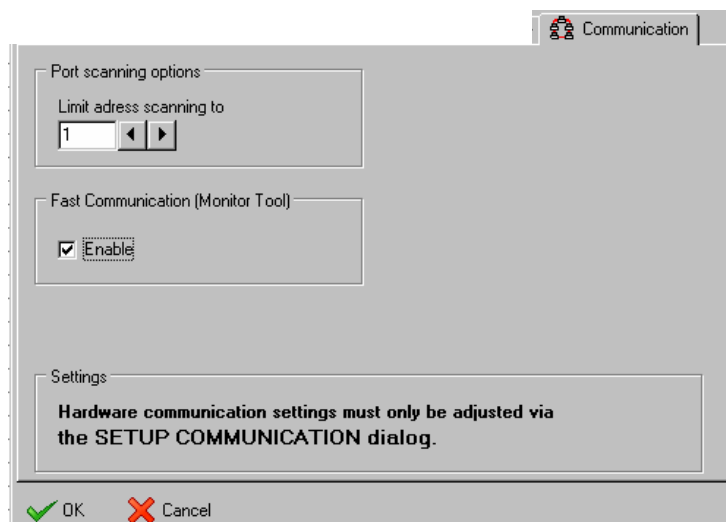 Communication
Port scanning options
Limit adress scanning to
1
Fast Communication (Monitor Tool)
Enable
Settings
Hardware communication settings must only be adjusted via
the SETUP COMMUNICATION dialog.
OK Cancel